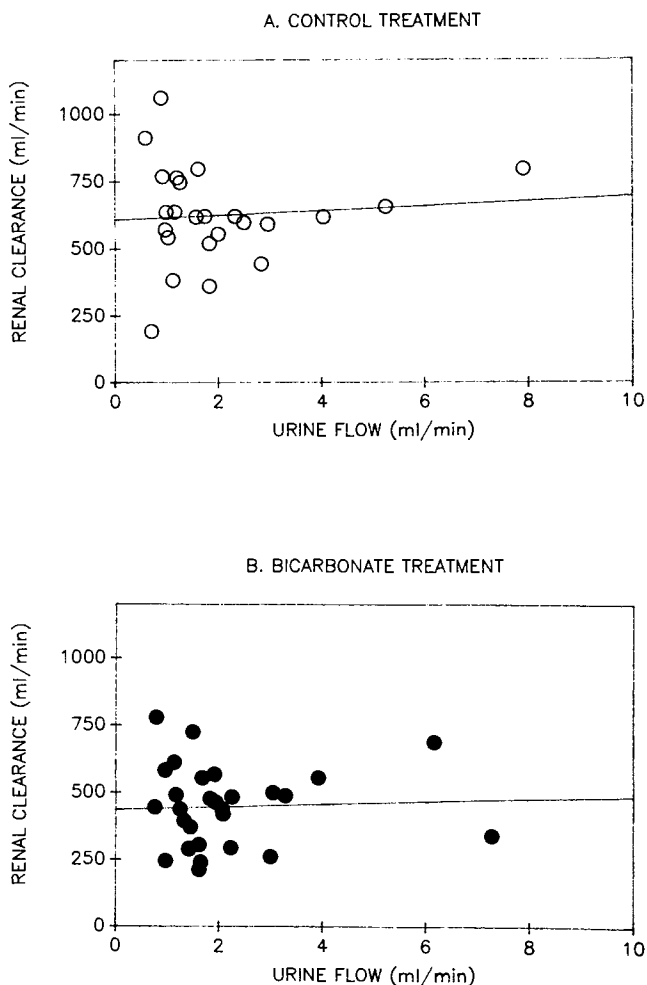 A. CONTROL TREATMENT
RENAL CLEARANCE (ml/min)
1000
750
500
250
0
0 2 4 6 8 10
URINE FLOW (ml/min)
B. BICARBONATE TREATMENT
RENAL CLEARANCE (ml/min)
1000
750
500
250
0
0 2 4 6 8 10
URINE FLOW (ml/min)